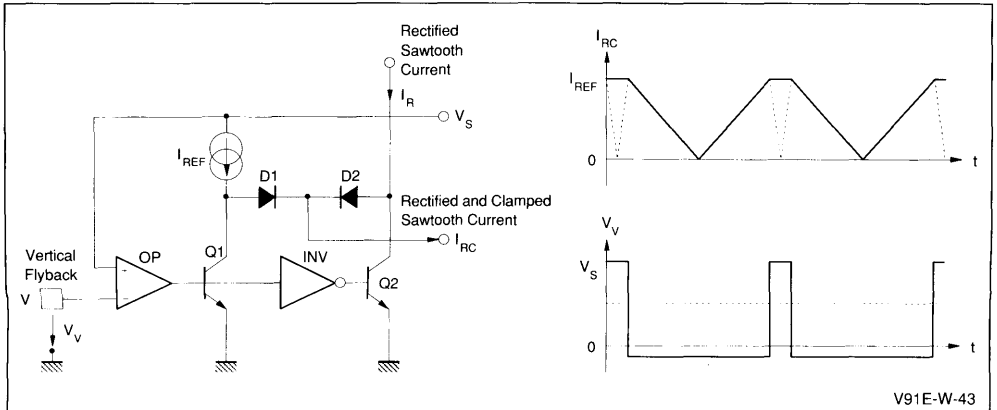 Rectified
Sawtooth
Current
I_R
V_S
I_REF
D1
D2
Rectified and Clamped
Sawtooth Current
I_RC
Vertical
Flyback
OP
Q1
INV
Q2
V
V_V
I_RC
I_REF
0
t
V_V
V_S
0
t
V91E-W-43